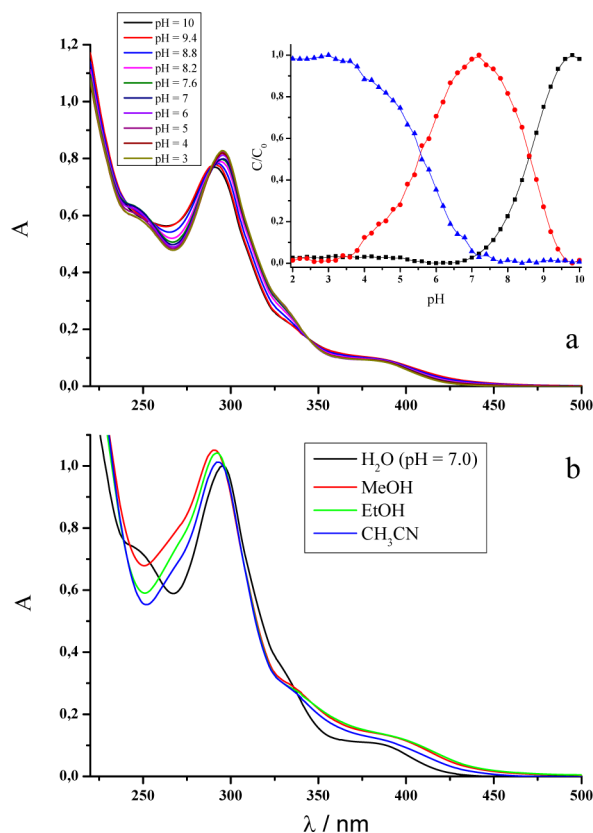 pH = 10
pH = 9.4
pH = 8.8
pH = 8.2
pH = 7.6
pH = 7
pH = 6
pH = 5
pH = 4
pH = 3
1,2
1,0
0,8
0,6
0,4
0,2
0,0
A
250 300 350 400 450 500
a
1,0
0,8
0,6
0,4
0,2
0,0
C/C0
2 3 4 5 6 7 8 9 10
pH
b
H2O (pH = 7.0)
MeOH
EtOH
CH3CN
1,0
0,8
0,6
0,4
0,2
0,0
A
250 300 350 400 450 500
λ / nm